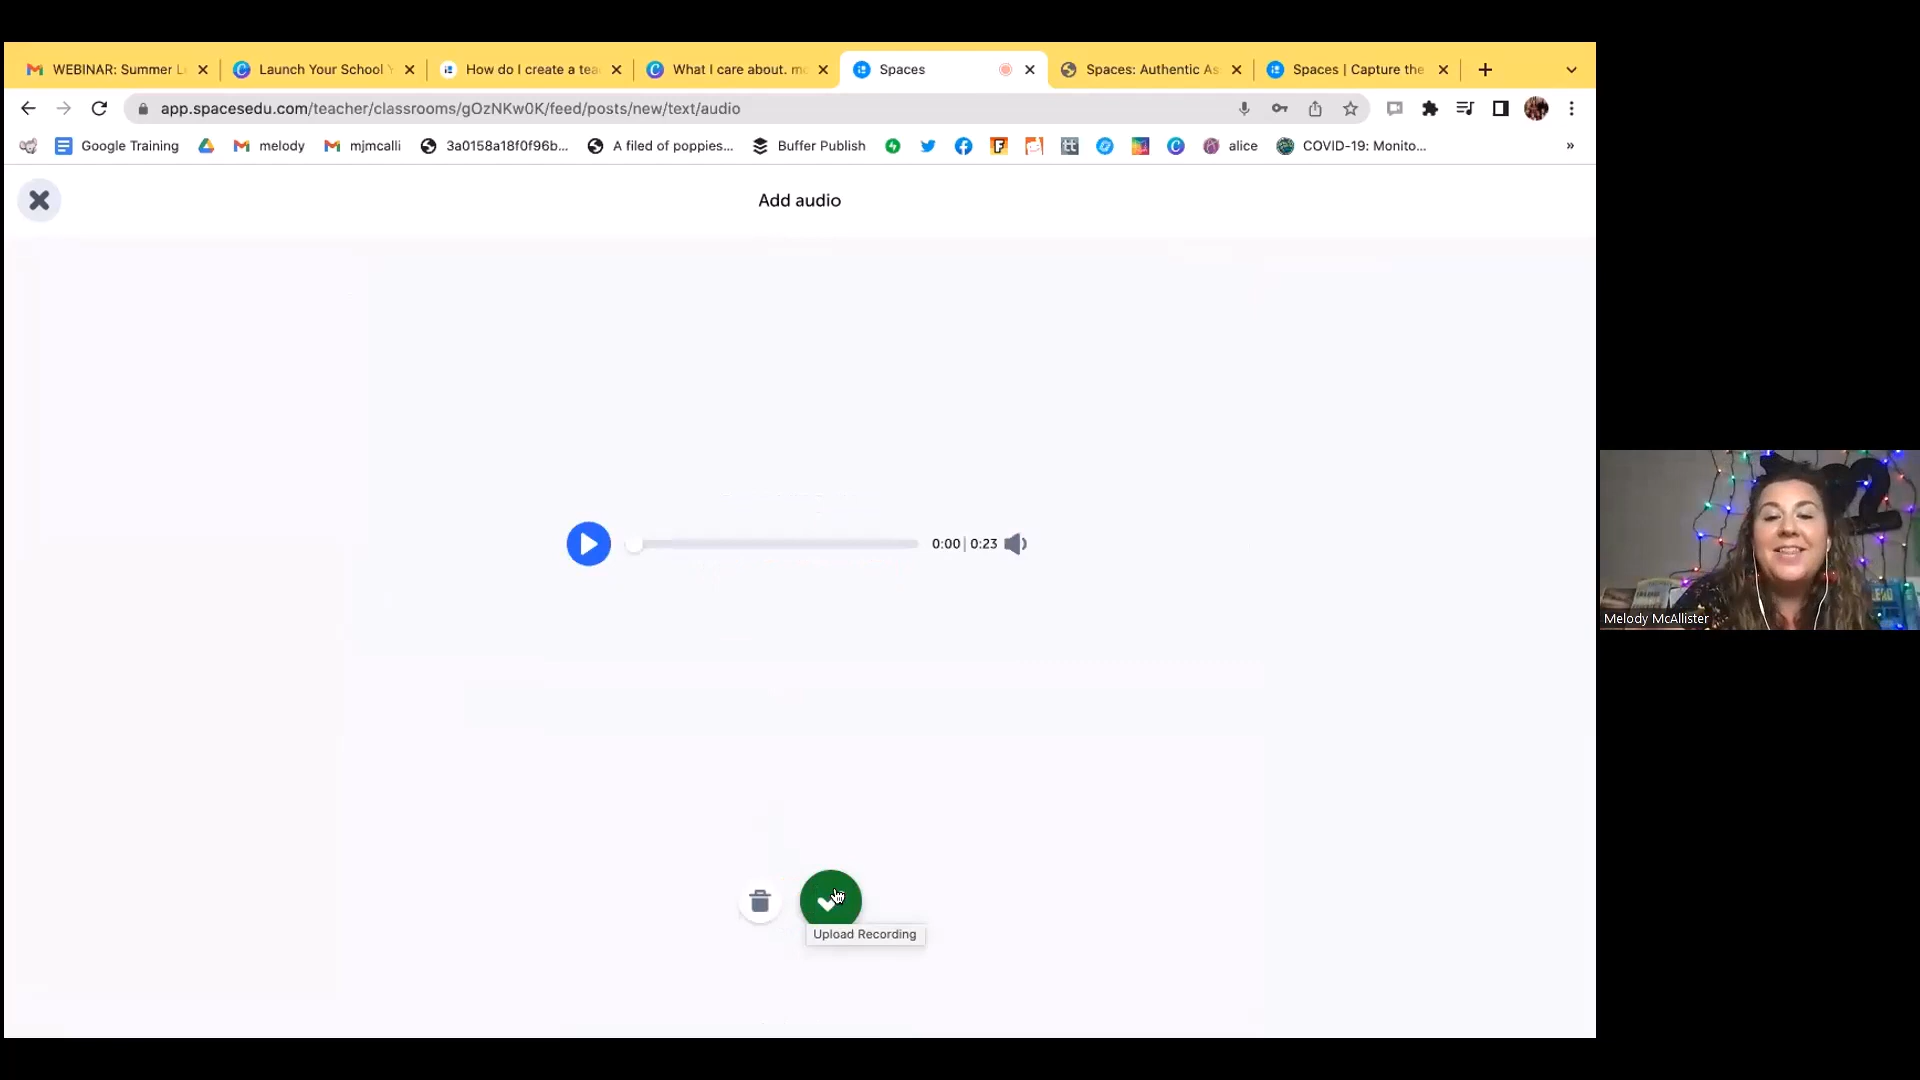 WEBINAR: Summer L
Launch Your School Y
How do I create a tea
What I care about. mo
Spaces
Spaces: Authentic As
Spaces | Capture the
app.spacesedu.com/teacher/classrooms/gOzNKw0K/feed/posts/new/text/audio
Google Training
melody
mjmcalli
3a0158a18f0f96b...
A filed of poppies...
Buffer Publish
tt
alice
COVID-19: Monito...
»
Add audio
0:00 | 0:23
Upload Recording
Melody McAllister